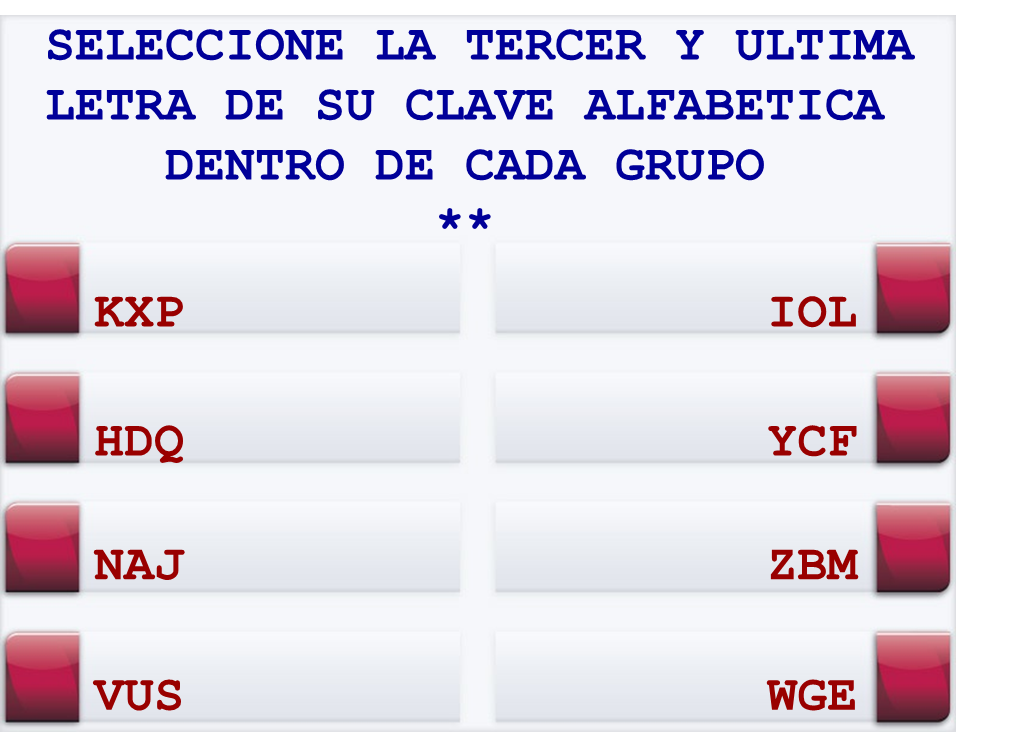 SELECCIONE LA TERCER Y ULTIMA
LETRA DE SU CLAVE ALFABETICA
DENTRO DE CADA GRUPO
**
KXP
IOL
HDQ
YCF
NAJ
ZBM
VUS
WGE